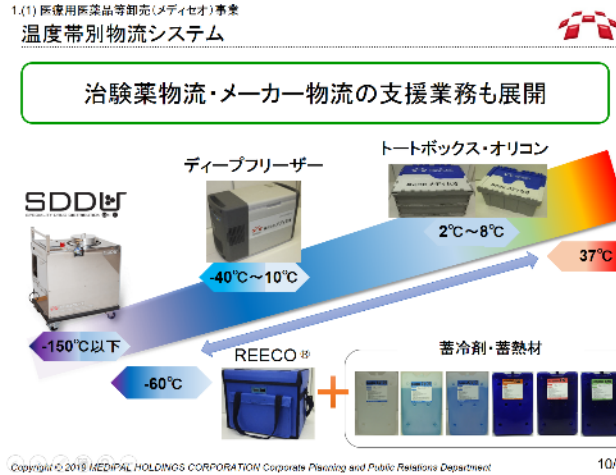 1.(1) 医療用医薬品等卸売(メディセオ)事業
温度帯別物流システム
治験薬物流・メーカー物流の支援業務も展開
トートボックス・オリコン
ディープフリーザー
SDDU
2℃～8℃
-40℃～10℃
37℃
-150℃以下
REECO®
蓄冷剤・蓄熱材
-60℃
+
Copyright © 2019 MEDIPAL HOLDINGS CORPORATION Corporate Planning and Public Relations Department
10/